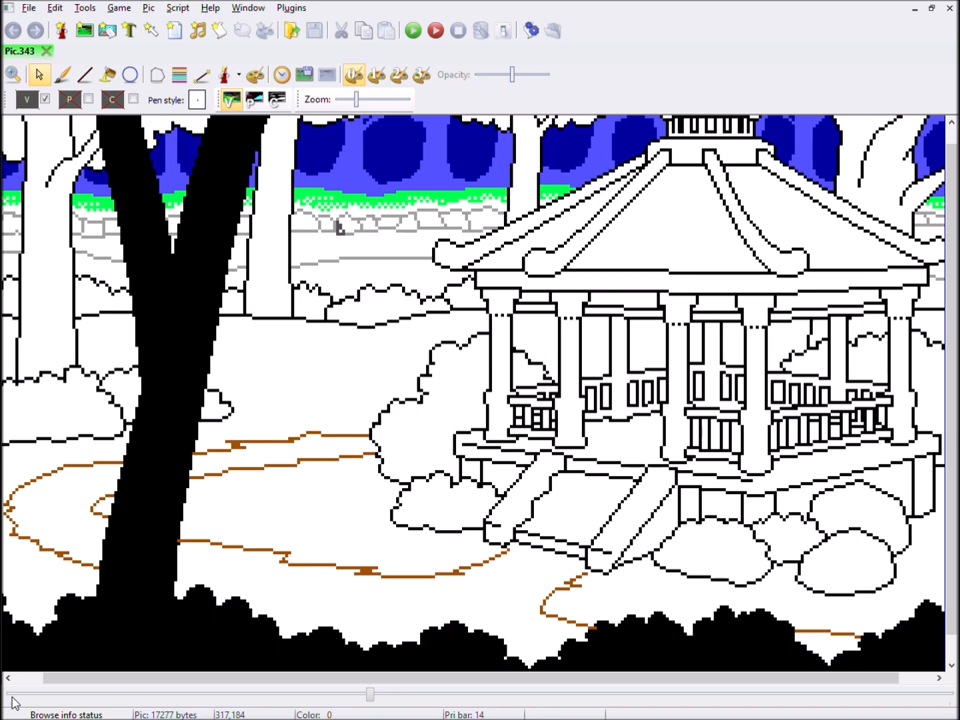 File Edit Tools Game Pic Script Help Window Plugins
Pic.343
Opacity:
V P C Pen style: V P C Zoom:
Browse info status Pic: 17277 bytes 317,184 Color: 0 Pri bar: 14